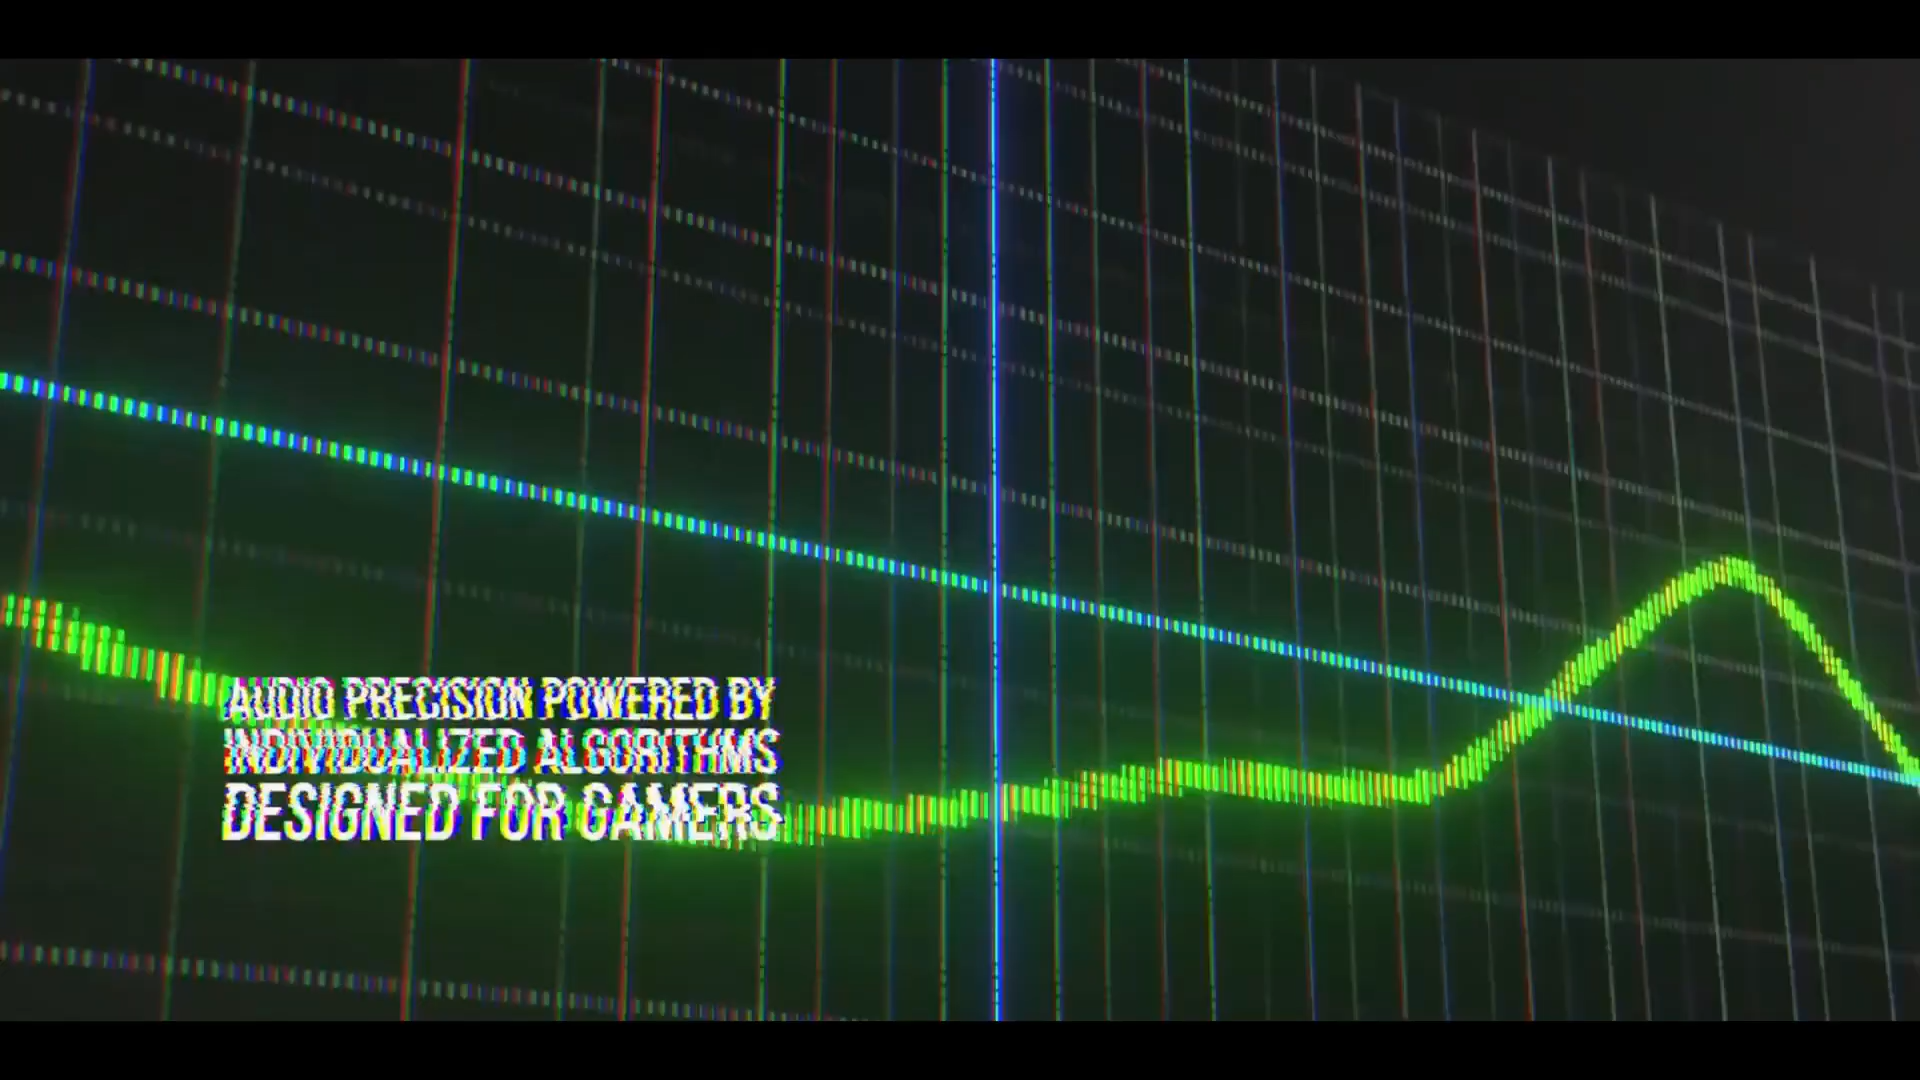 AUDIO PRECISION POWERED BY
INDIVIDUALIZED ALGORITHMS
DESIGNED FOR GAMERS